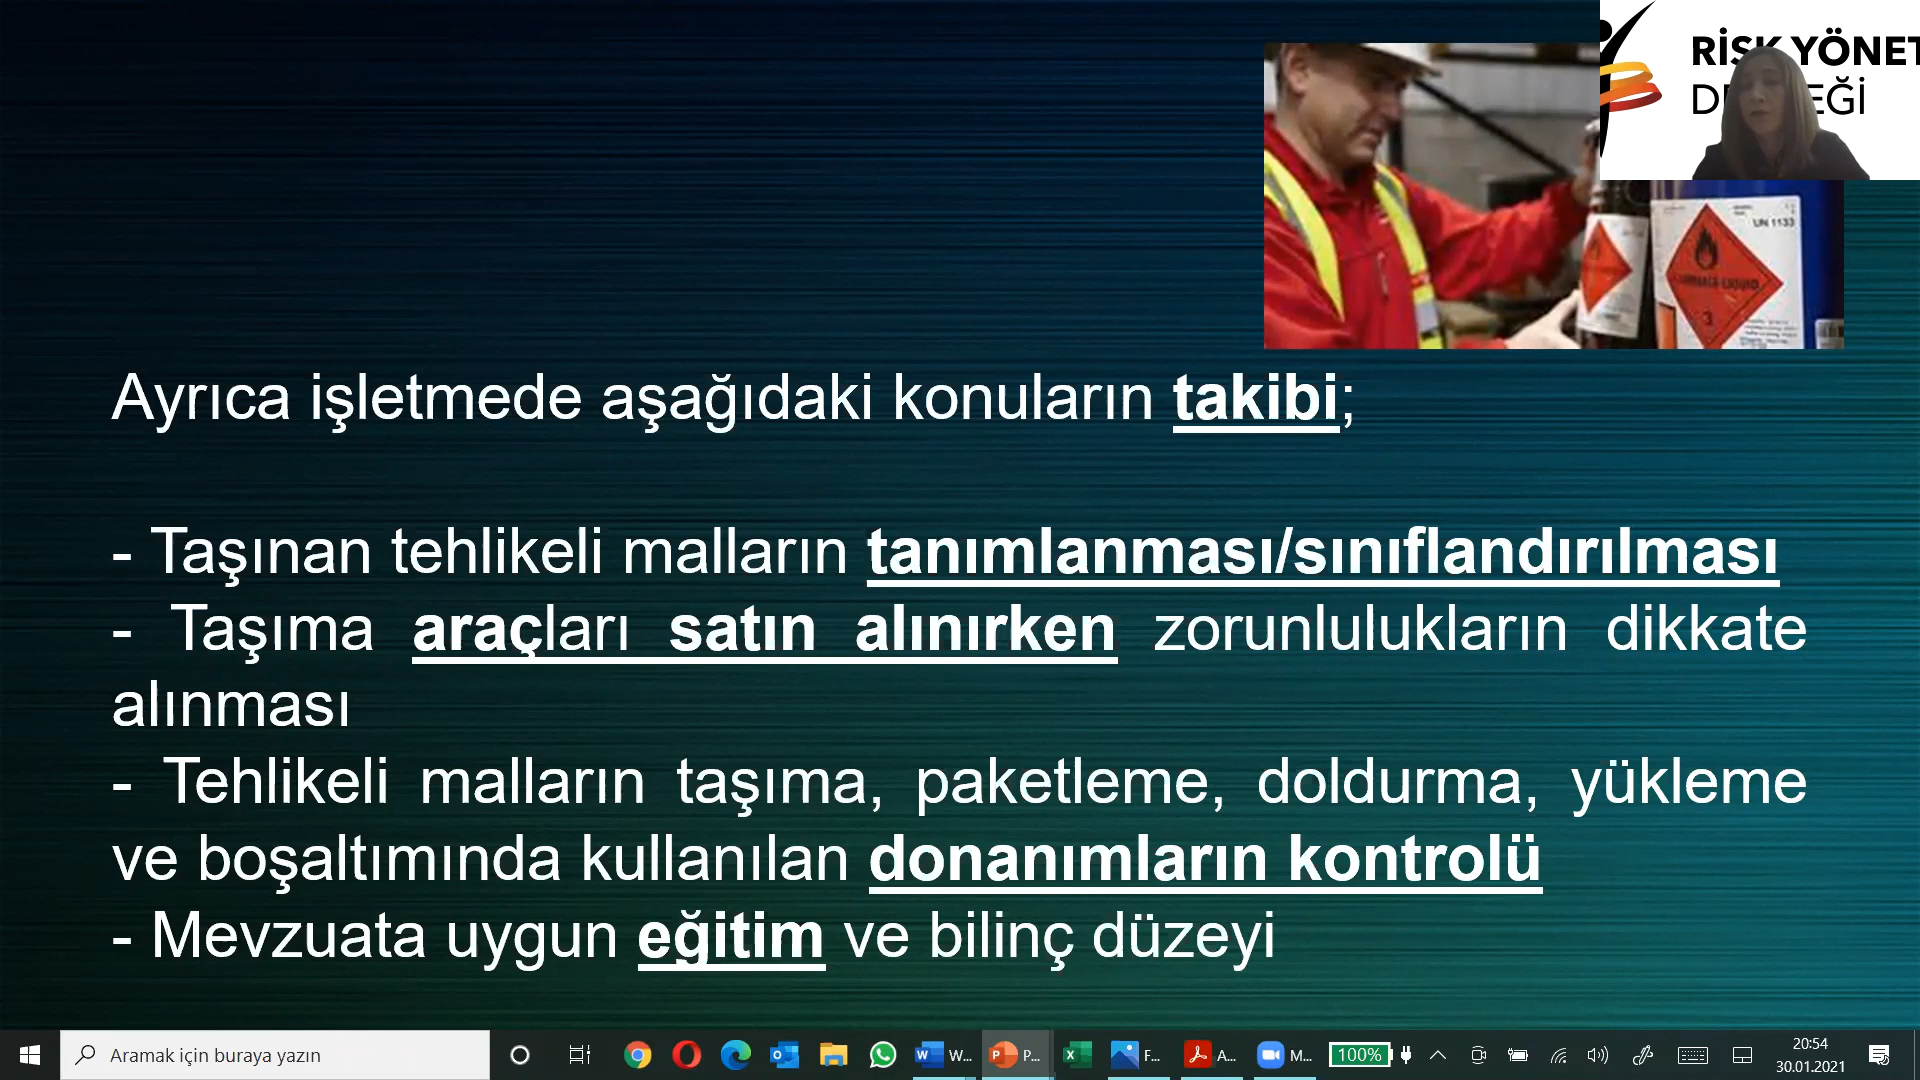 RİSK YÖNET
UN 1133
3
Ayrıca işletmede aşağıdaki konuların takibi;
- Taşınan tehlikeli malların tanımlanması/sınıflandırılması
- Taşıma araçları satın alınırken zorunlulukların dikkate
alınması
- Tehlikeli malların taşıma, paketleme, doldurma, yükleme
ve boşaltımında kullanılan donanımların kontrolü
- Mevzuata uygun eğitim ve bilinç düzeyi
Aramak için buraya yazın
W...
P...
F...
A...
M...
100%
20:54
30.01.2021